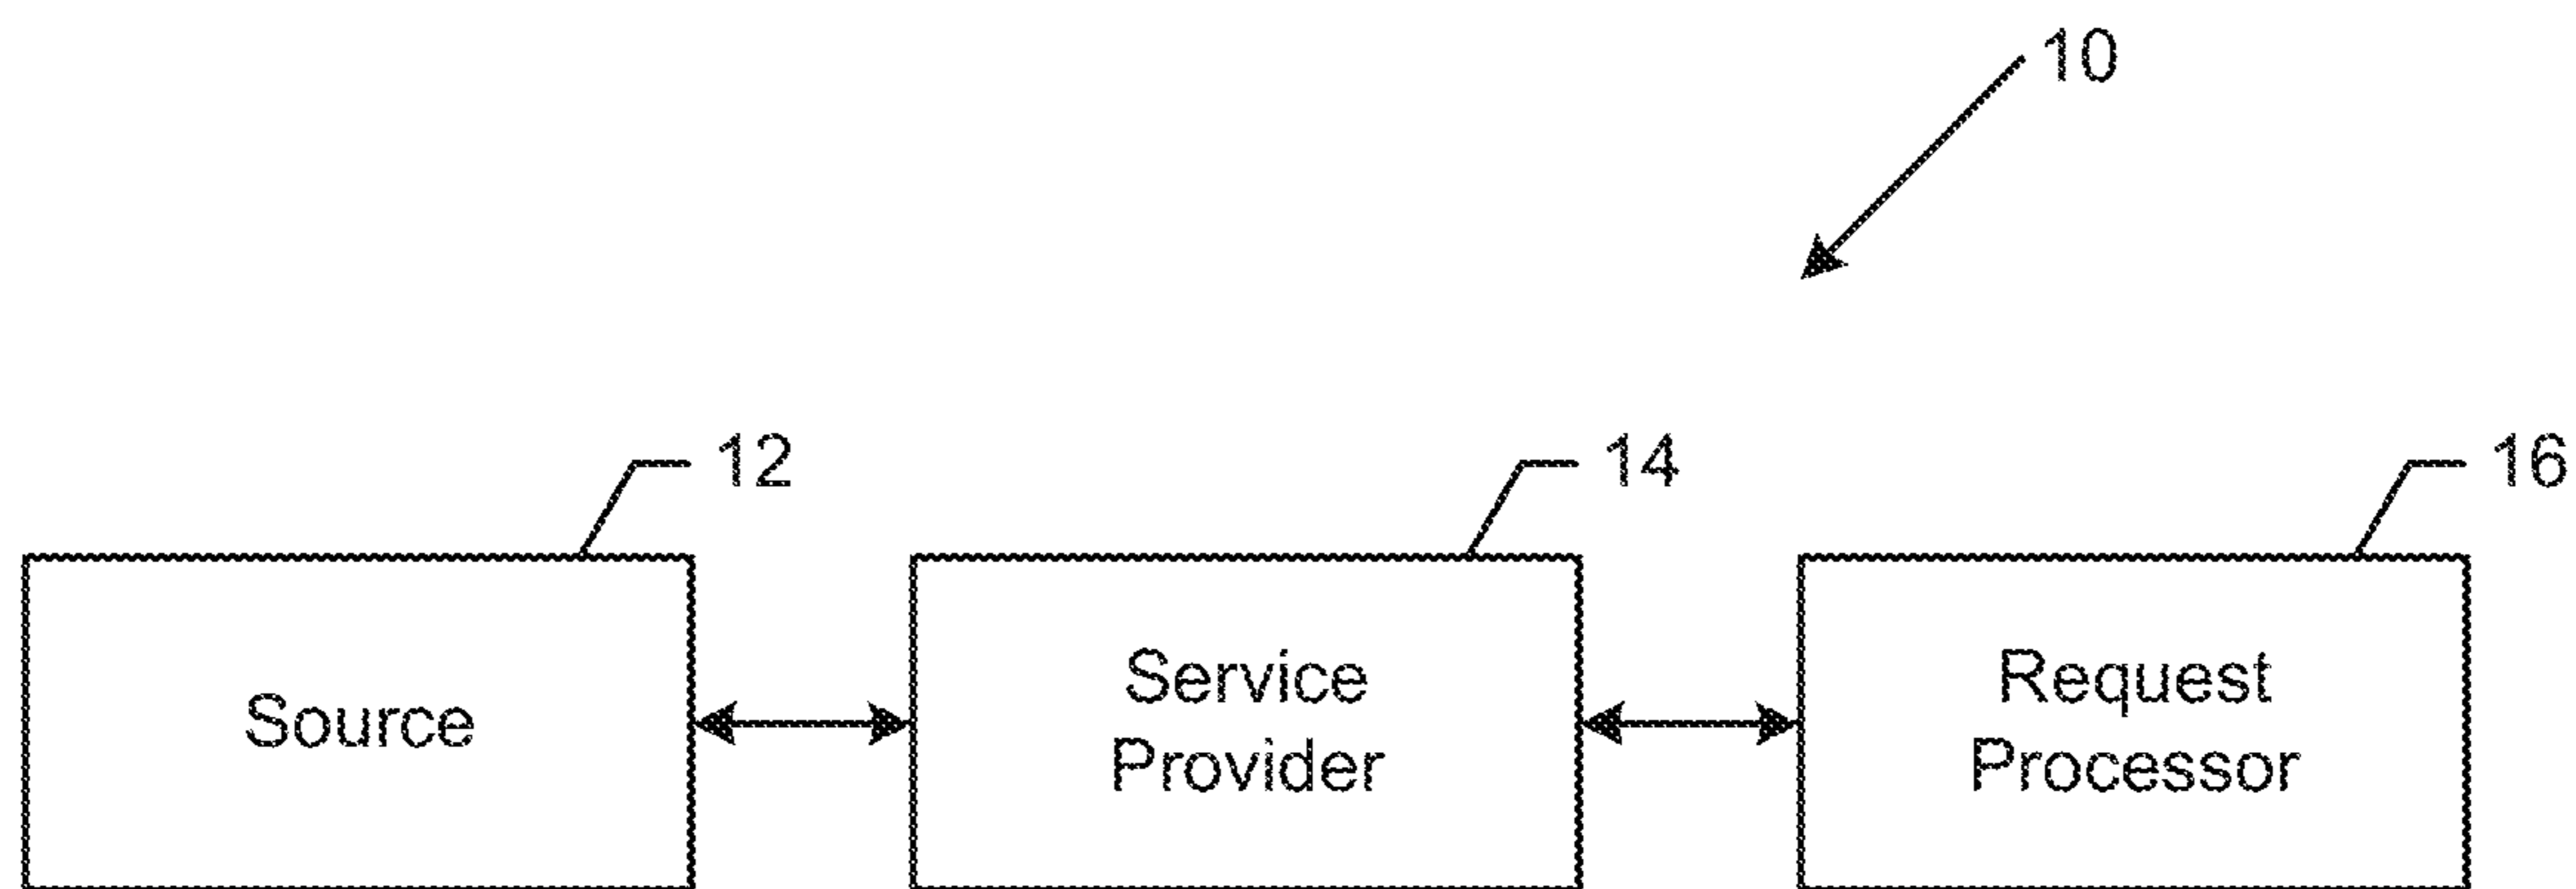 10
12
14
16
Source
Service
Provider
Request
Processor